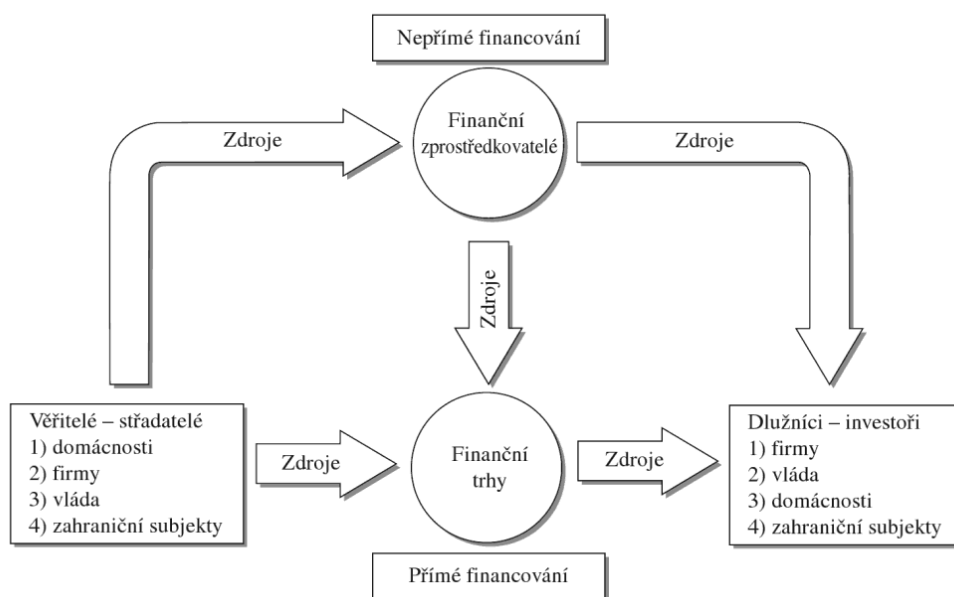 Nepřímé financování
Finanční
zprostředkovatelé
Zdroje
Zdroje
Zdroje
Věřitelé – střadatelé
1) domácnosti
2) firmy
3) vláda
4) zahraniční subjekty
Zdroje
Finanční
trhy
Zdroje
Dlužníci – investoři
1) firmy
2) vláda
3) domácnosti
4) zahraniční subjekty
Přímé financování